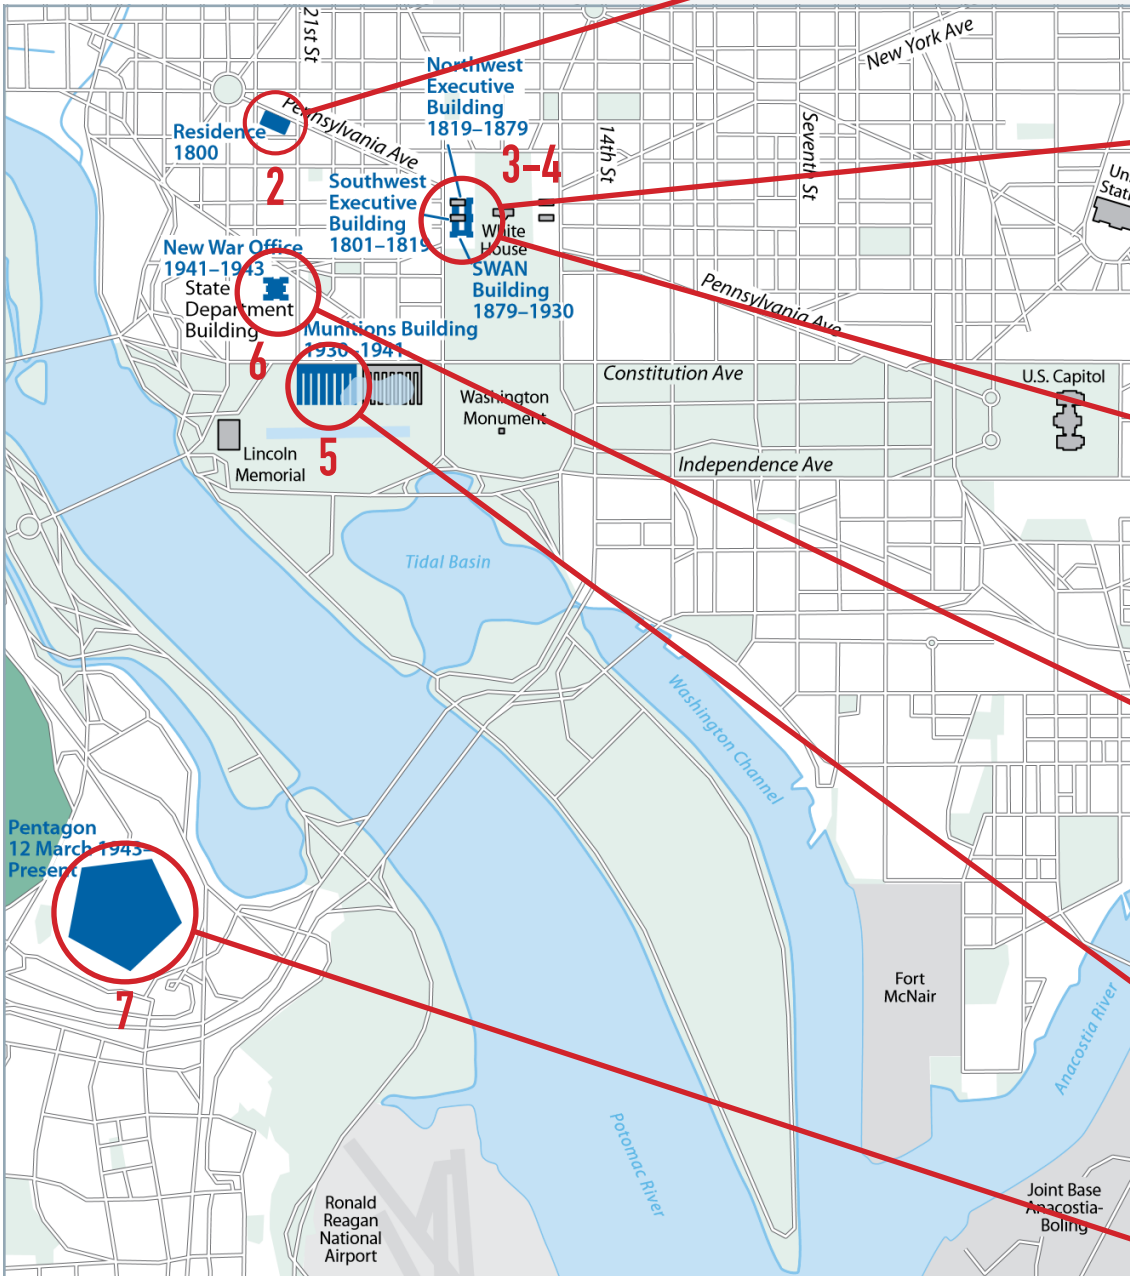 21st St
New York Ave
Northwest
Executive
Building
1819–1879
Pennsylvania Ave
Residence
1800
2
14th St
Seventh St
3–4
Southwest
Executive
Building
1801–1819
White
House
SWAN
Building
1879–1930
New War Office
1941–1943
State
Department
Building
6
Munitions Building
1930–1941
5
Pennsylvania Ave
Constitution Ave
U.S. Capitol
Washington
Monument
Lincoln
Memorial
Independence Ave
Tidal Basin
Washington Channel
Pentagon
12 March 1943–
Present
7
Fort
McNair
Anacostia River
Potomac River
Ronald
Reagan
National
Airport
Joint Base
Anacostia-
Bolling